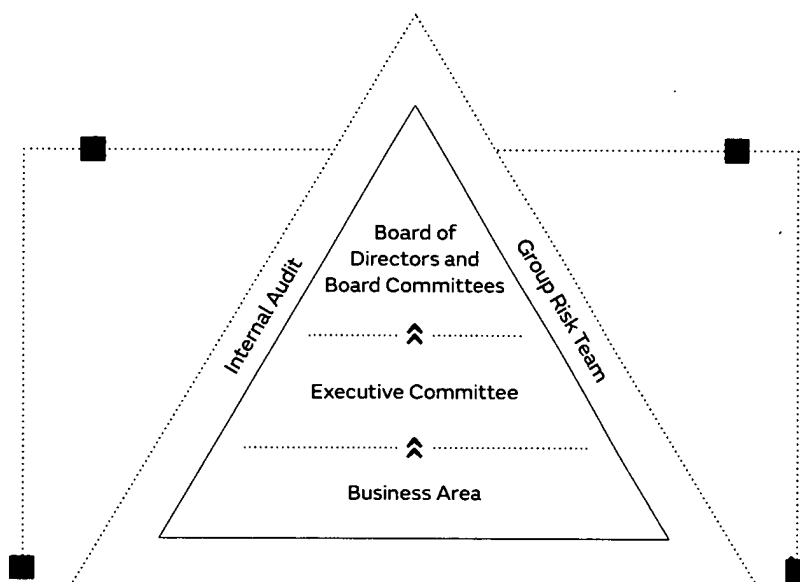 Internal Audit
Group Risk Team
Board of
Directors and
Board Committees
Executive Committee
Business Area